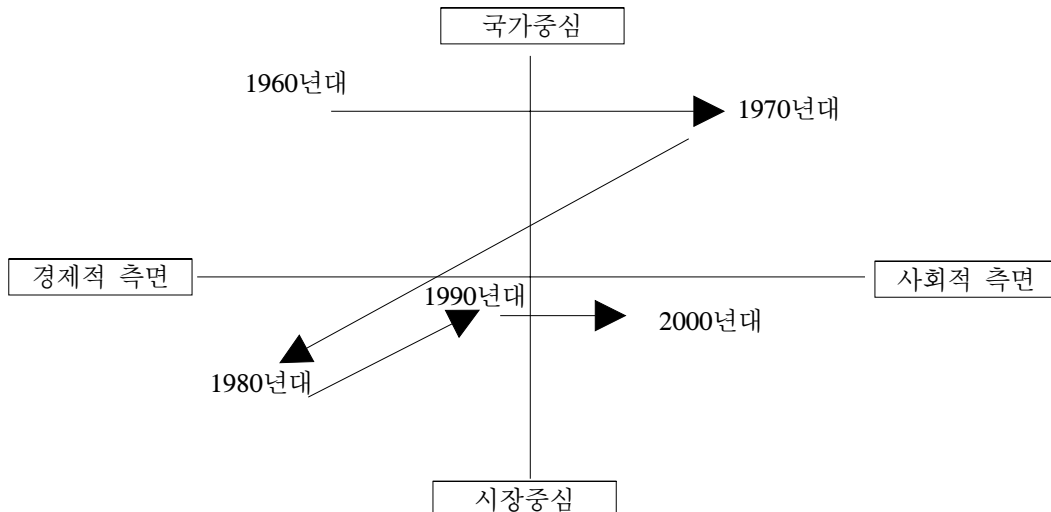 국가중심
1960년대
1970년대
경제적 측면
사회적 측면
1990년대
2000년대
1980년대
시장중심